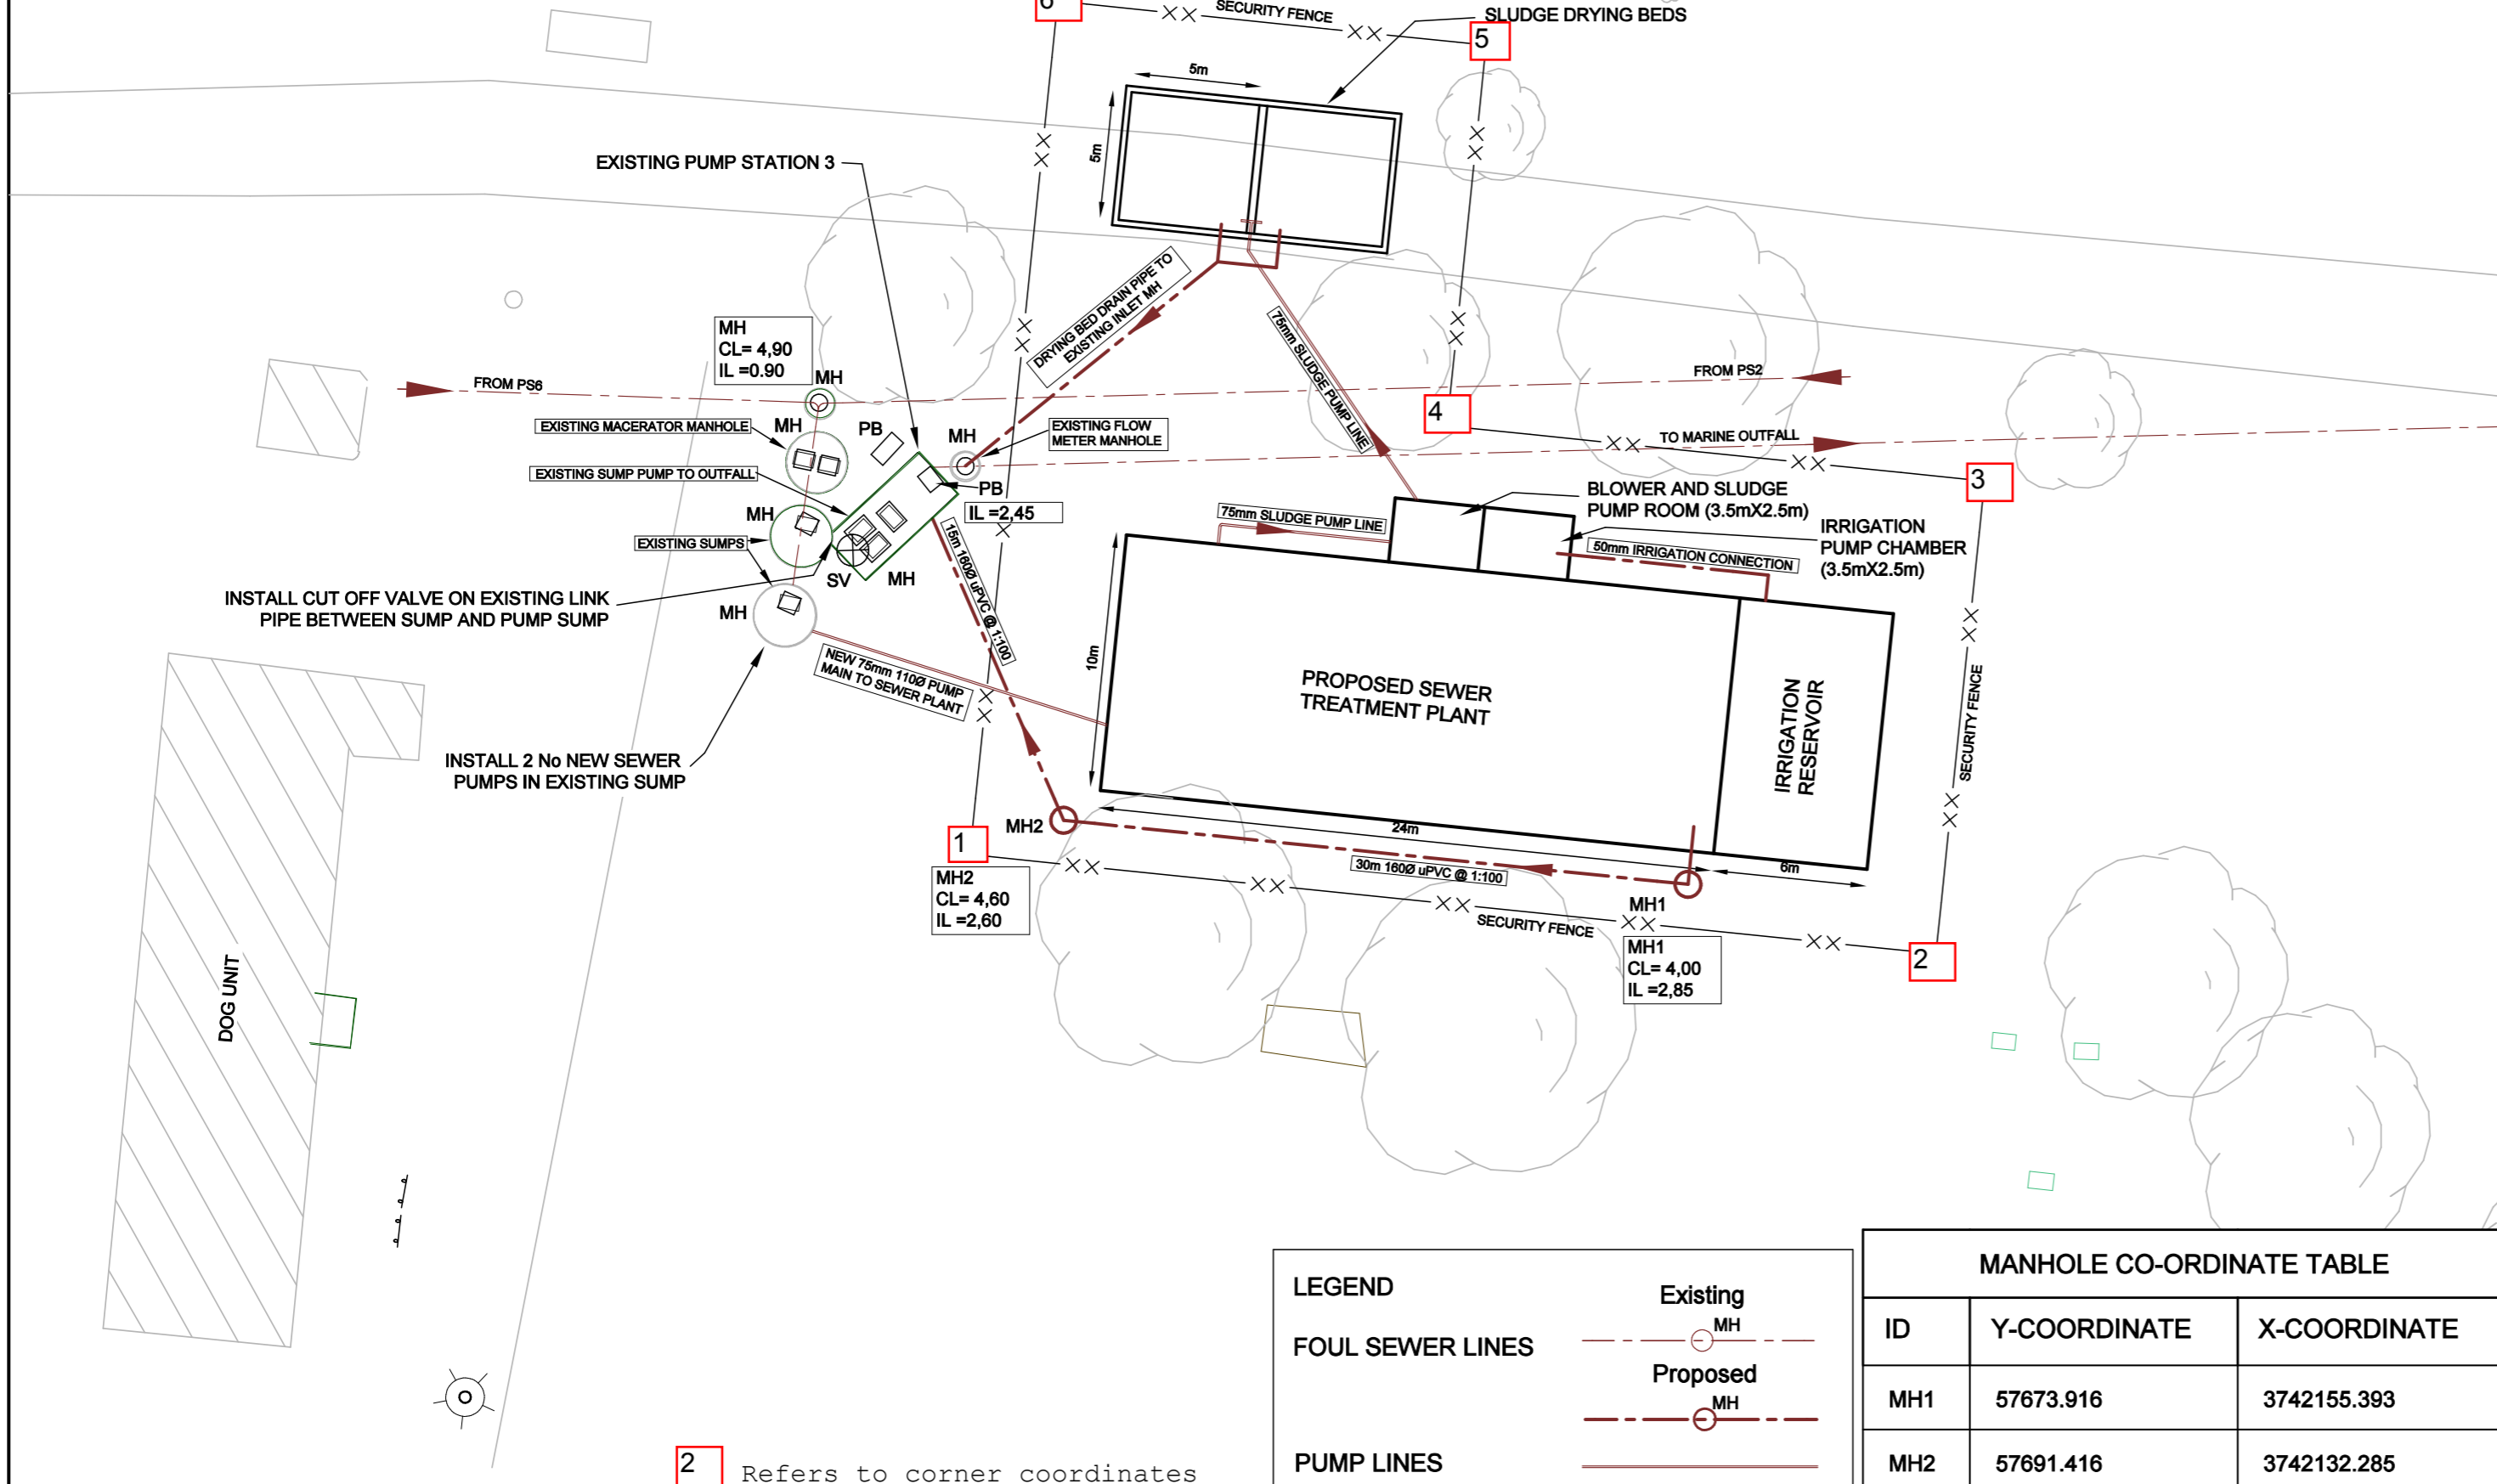 6
SECURITY FENCE
SLUDGE DRYING BEDS
5
5m
5m
EXISTING PUMP STATION 3
DRYING BED DRAIN PIPE TO
EXISTING INLET MH
75mm SLUDGE PUMP LINE
MH
CL= 4,90
IL =0.90
MH
FROM PS6
FROM PS2
4
EXISTING MACERATOR MANHOLE
MH
PB
MH
EXISTING FLOW
METER MANHOLE
TO MARINE OUTFALL
3
EXISTING SUMP PUMP TO OUTFALL
PB
IL =2,45
BLOWER AND SLUDGE
PUMP ROOM (3.5mX2.5m)
MH
75mm SLUDGE PUMP LINE
IRRIGATION
PUMP CHAMBER
(3.5mX2.5m)
EXISTING SUMPS
50mm IRRIGATION CONNECTION
15m 160Ø uPVC @ 1:100
SV
MH
INSTALL CUT OFF VALVE ON EXISTING LINK
PIPE BETWEEN SUMP AND PUMP SUMP
MH
NEW 75mm 110Ø PUMP
MAIN TO SEWER PLANT
10m
PROPOSED SEWER
TREATMENT PLANT
IRRIGATION
RESERVOIR
SECURITY FENCE
INSTALL 2 No NEW SEWER
PUMPS IN EXISTING SUMP
MH2
1
24m
30m 160Ø uPVC @ 1:100
6m
MH2
CL= 4,60
IL =2,60
MH1
SECURITY FENCE
MH1
CL= 4,00
IL =2,85
2
DOG UNIT
LEGEND
Existing
MH
FOUL SEWER LINES
Proposed
MH
PUMP LINES
MANHOLE CO-ORDINATE TABLE
ID Y-COORDINATE X-COORDINATE
MH1 57673.916 3742155.393
MH2 57691.416 3742132.285
2 Refers to corner coordinates